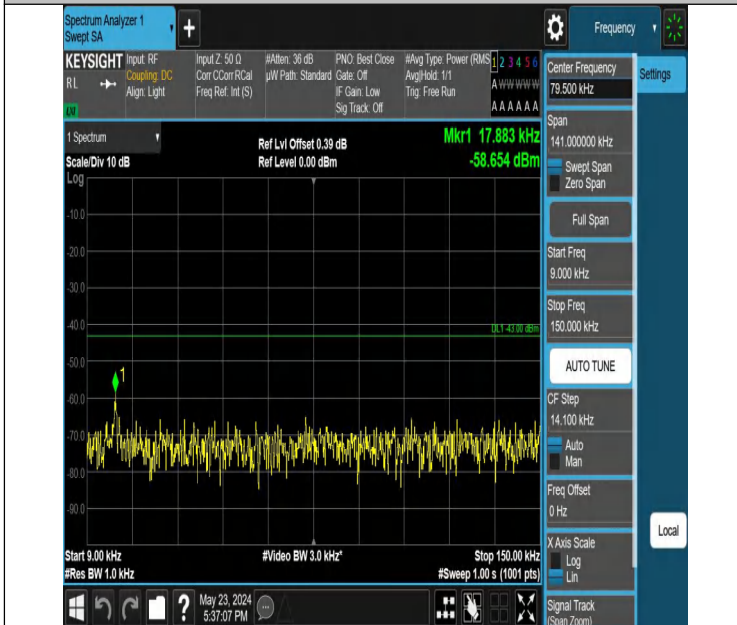 Spectrum Analyzer 1
Swept SA
+
Frequency
KEYSIGHT
RL
Input: RF
Coupling: DC
Align: Light
Input Z: 50 Ω
Corr CCorr RCal
Freq Ref: Int (S)
#Atten: 36 dB
µW Path: Standard
PNO: Best Close
Gate: Off
IF Gain: Low
Sig Track: Off
#Avg Type: Power (RMS
Avg|Hold: 1/1
Trig: Free Run
1 2 3 4 5 6
A W W W W W
A A A A A A
1 Spectrum
Scale/Div 10 dB
Log
Ref Lvl Offset 0.39 dB
Ref Level 0.00 dBm
Mkr1 17.883 kHz
-58.654 dBm
-10.0
-20.0
-30.0
-40.0
DL1 -43.00 dBm
-50.0
1
-60.0
-70.0
-80.0
-90.0
Start 9.00 kHz
#Res BW 1.0 kHz
#Video BW 3.0 kHz*
Stop 150.00 kHz
#Sweep 1.00 s (1001 pts)
?
May 23, 2024
5:37:07 PM
Center Frequency
79.500 kHz
Settings
Span
141.000000 kHz
Swept Span
Zero Span
Full Span
Start Freq
9.000 kHz
Stop Freq
150.000 kHz
AUTO TUNE
CF Step
14.100 kHz
Auto
Man
Freq Offset
0 Hz
X Axis Scale
Log
Lin
Local
Signal Track
(Span Zoom)